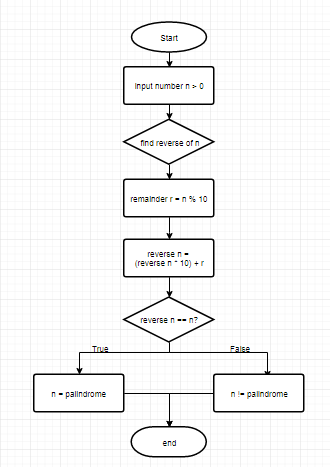 Start
Input number n > 0
find reverse of n
remainder r = n % 10
reverse n =
(reverse n * 10) + r
reverse n == n?
True
False
n = palindrome
n != palindrome
end